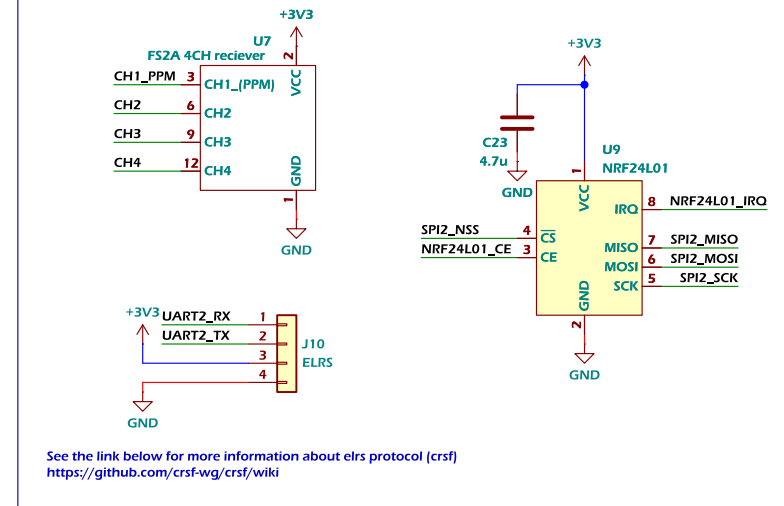 +3V3
U7
FS2A 4CH reciever
2
VCC
CH1_PPM 3 CH1_(PPM)
CH2 6 CH2
CH3 9 CH3
CH4 12 CH4
GND
1
GND
+3V3
C23
4.7u
GND
U9
NRF24L01
1
VCC
IRQ 8 NRF24L01_IRQ
SPI2_NSS 4 CS
NRF24L01_CE 3 CE
MISO 7 SPI2_MISO
MOSI 6 SPI2_MOSI
SCK 5 SPI2_SCK
GND
2
GND
+3V3
UART2_RX 1
UART2_TX 2
3
4
J10
ELRS
GND
See the link below for more information about elrs protocol (crsf)
https://github.com/crsf-wg/crsf/wiki